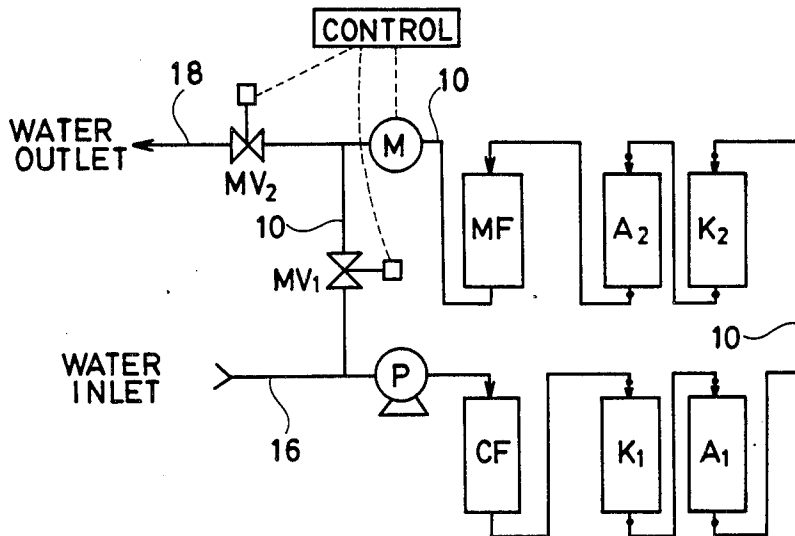 CONTROL
18
10
WATER
OUTLET
M
MV₂
10
MF
A₂
K₂
MV₁
10
WATER
INLET
P
16
CF
K₁
A₁